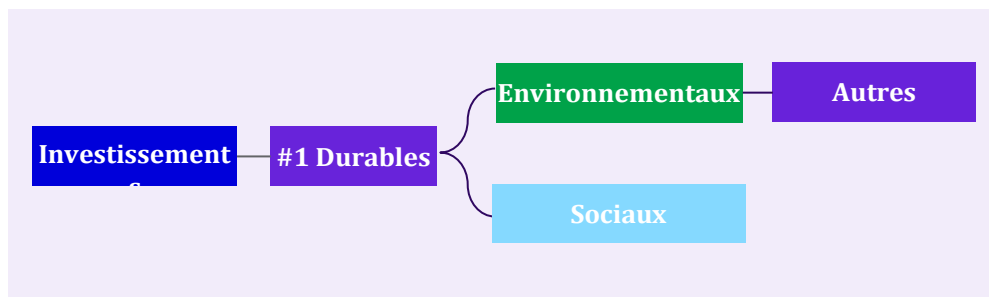 Investissement
s
#1 Durables
Environnementaux
Autres
Sociaux